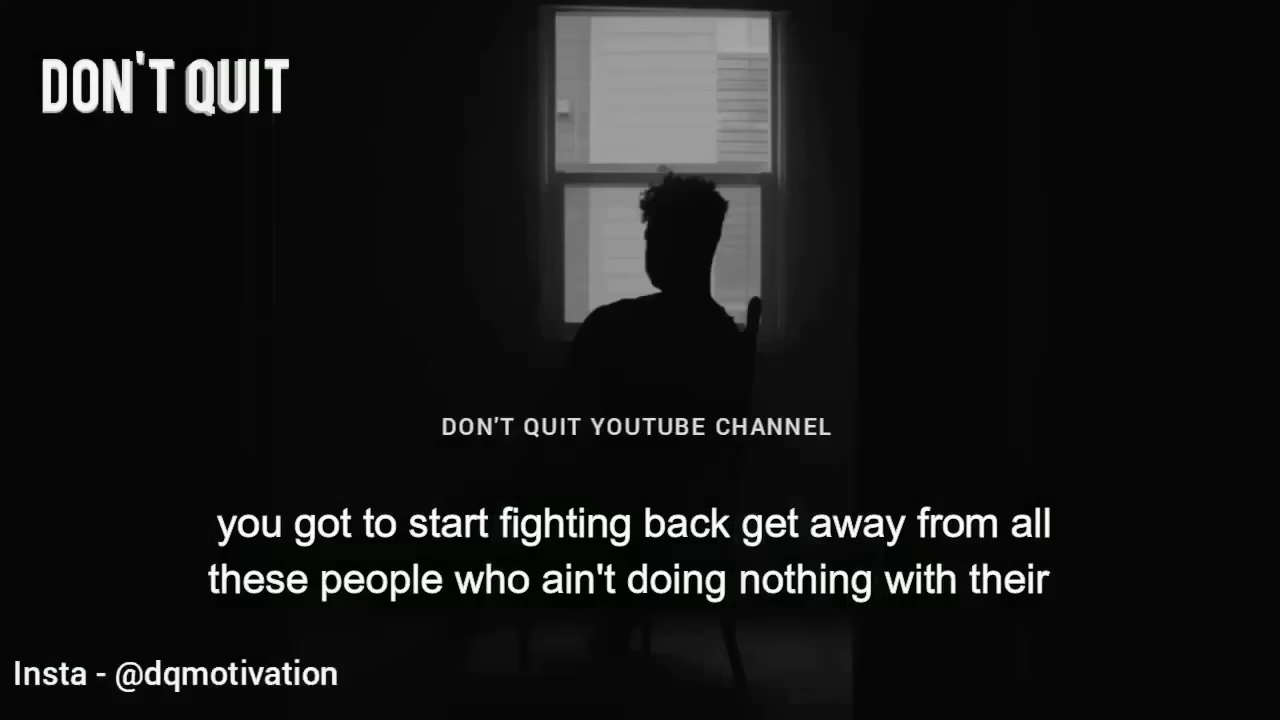 DON'T QUIT
DON'T QUIT YOUTUBE CHANNEL
you got to start fighting back get away from all
these people who ain't doing nothing with their
Insta - @dqmotivation